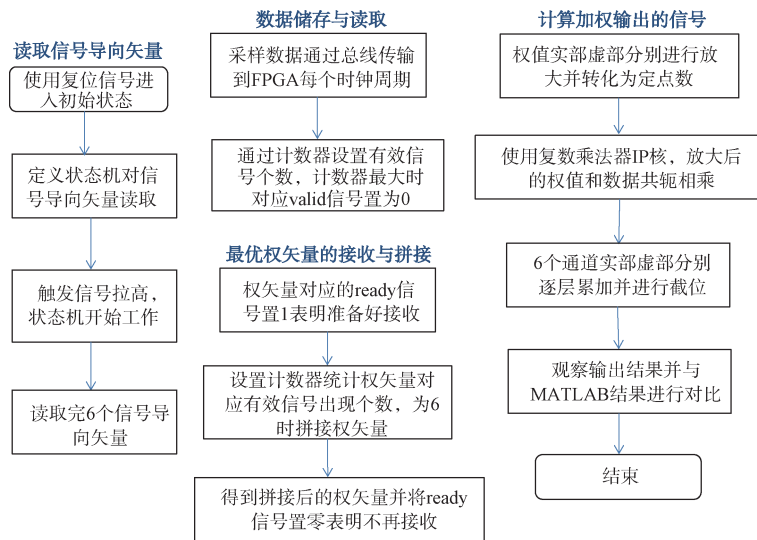 读取信号导向矢量
使用复位信号进
入初始状态
定义状态机对信
号导向矢量读取
触发信号拉高，
状态机开始工作
读取完6个信号导
向矢量
数据储存与读取
采样数据通过总线传输
到FPGA每个时钟周期
通过计数器设置有效信
号个数，计数器最大时
对应valid信号置为0
最优权矢量的接收与拼接
权矢量对应的ready信
号置1表明准备好接收
设置计数器统计权矢量对
应有效信号出现个数，为6
时拼接权矢量
得到拼接后的权矢量并将ready
信号置零表明不再接收
计算加权输出的信号
权值实部虚部分别进行放
大并转化为定点数
使用复数乘法器IP核，放大后
的权值和数据共轭相乘
6个通道实部虚部分别
逐层累加并进行截位
观察输出结果并与
MATLAB结果进行对比
结束